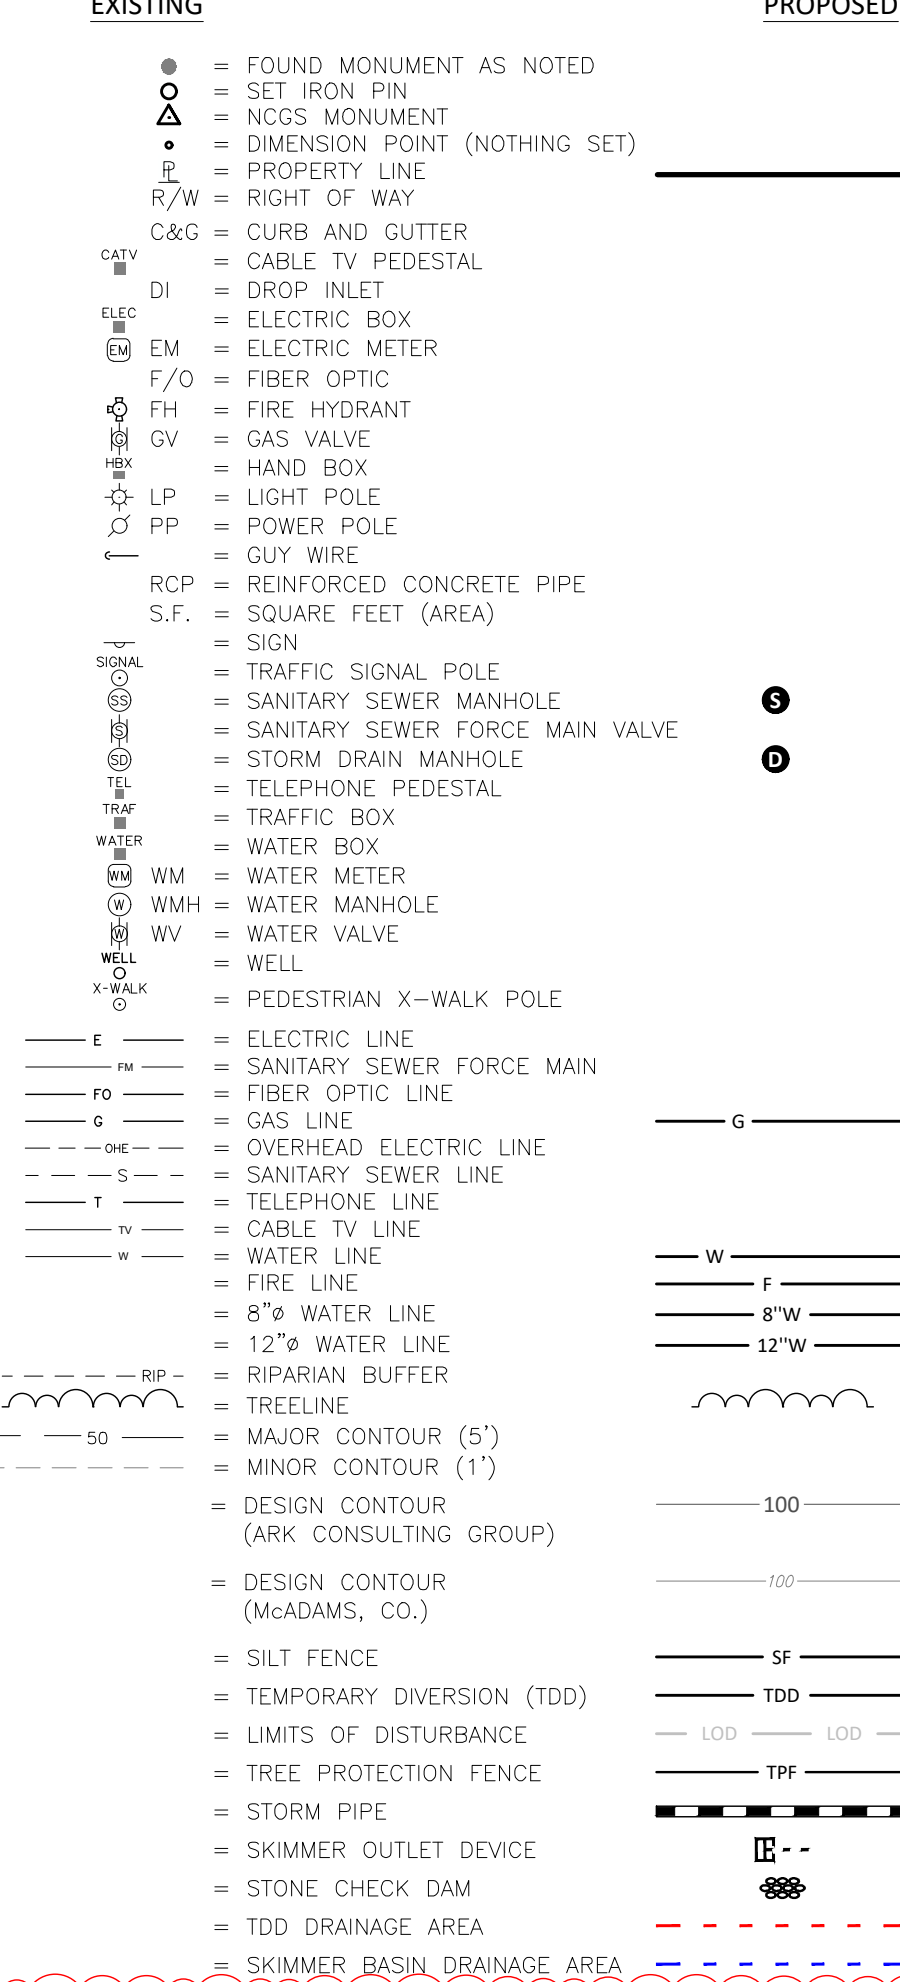 EXISTING PROPOSED
= FOUND MONUMENT AS NOTED
= SET IRON PIN
= NCGS MONUMENT
= DIMENSION POINT (NOTHING SET)
PL = PROPERTY LINE
R/W = RIGHT OF WAY
C&G = CURB AND GUTTER
CATV = CABLE TV PEDESTAL
DI = DROP INLET
ELEC = ELECTRIC BOX
EM EM = ELECTRIC METER
F/O = FIBER OPTIC
FH = FIRE HYDRANT
G GV = GAS VALVE
HBX = HAND BOX
LP = LIGHT POLE
PP = POWER POLE
= GUY WIRE
RCP = REINFORCED CONCRETE PIPE
S.F. = SQUARE FEET (AREA)
= SIGN
SIGNAL = TRAFFIC SIGNAL POLE
SS = SANITARY SEWER MANHOLE S
S = SANITARY SEWER FORCE MAIN VALVE
SD = STORM DRAIN MANHOLE D
TEL = TELEPHONE PEDESTAL
TRAF = TRAFFIC BOX
WATER = WATER BOX
WM WM = WATER METER
W WMH = WATER MANHOLE
W WV = WATER VALVE
WELL = WELL
X-WALK = PEDESTRIAN X-WALK POLE
E = ELECTRIC LINE
FM = SANITARY SEWER FORCE MAIN
FO = FIBER OPTIC LINE
G = GAS LINE G
OHE = OVERHEAD ELECTRIC LINE
S = SANITARY SEWER LINE
T = TELEPHONE LINE
TV = CABLE TV LINE
W = WATER LINE W
= FIRE LINE F
= 8"ø WATER LINE 8"W
= 12"ø WATER LINE 12"W
RIP = RIPARIAN BUFFER
= TREELINE
50 = MAJOR CONTOUR (5')
= MINOR CONTOUR (1')
= DESIGN CONTOUR 100
(ARK CONSULTING GROUP)
= DESIGN CONTOUR 100
(McADAMS, CO.)
= SILT FENCE SF
= TEMPORARY DIVERSION (TDD) TDD
= LIMITS OF DISTURBANCE LOD LOD
= TREE PROTECTION FENCE TPF
= STORM PIPE
= SKIMMER OUTLET DEVICE
= STONE CHECK DAM
= TDD DRAINAGE AREA
= SKIMMER BASIN DRAINAGE AREA